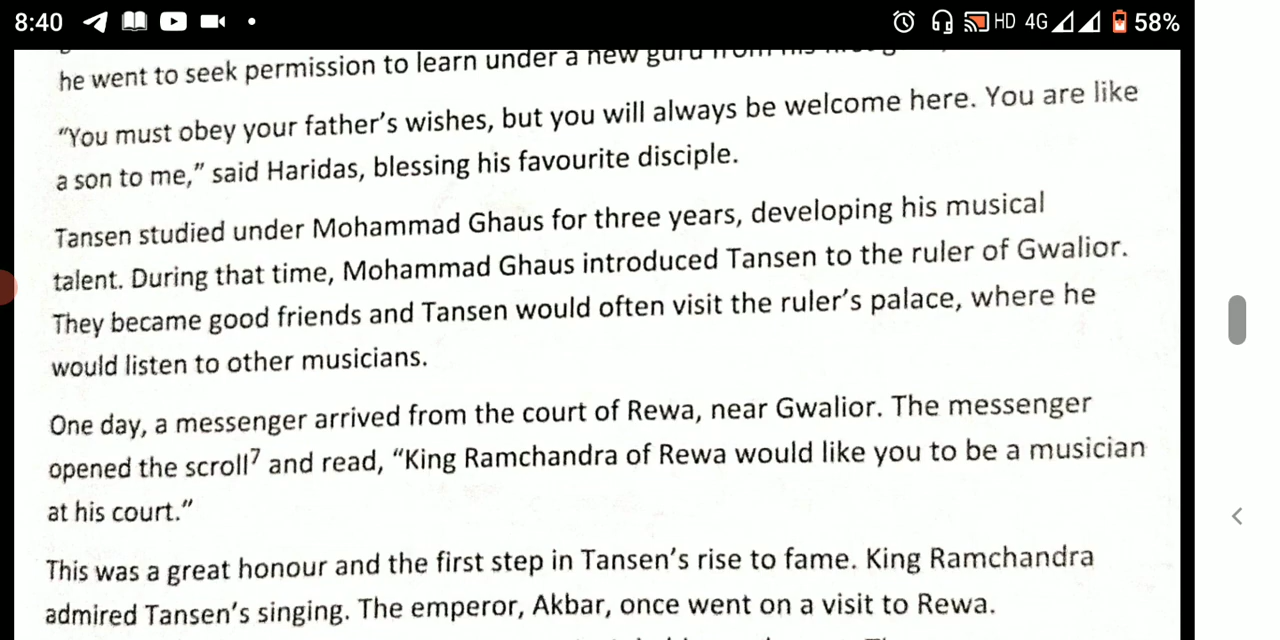 8:40 HD 4G 58%
he went to seek permission to learn under a new guru from his
"You must obey your father's wishes, but you will always be welcome here. You are like
a son to me," said Haridas, blessing his favourite disciple.
Tansen studied under Mohammad Ghaus for three years, developing his musical
talent. During that time, Mohammad Ghaus introduced Tansen to the ruler of Gwalior.
They became good friends and Tansen would often visit the ruler's palace, where he
would listen to other musicians.
One day, a messenger arrived from the court of Rewa, near Gwalior. The messenger
opened the scroll⁷ and read, "King Ramchandra of Rewa would like you to be a musician
at his court."
This was a great honour and the first step in Tansen's rise to fame. King Ramchandra
admired Tansen's singing. The emperor, Akbar, once went on a visit to Rewa.